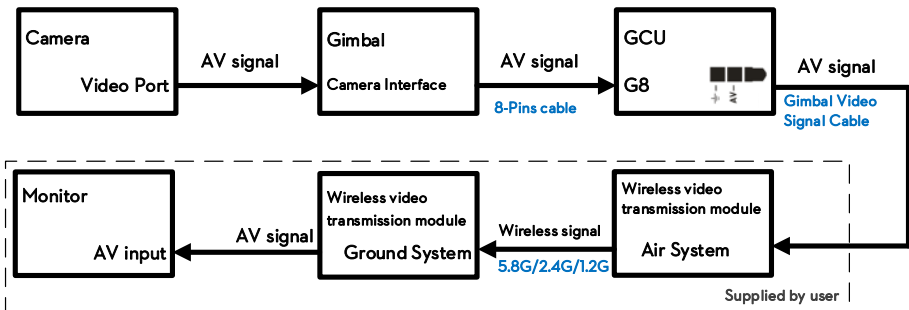 Camera
Video Port
AV signal
Gimbal
Camera Interface
AV signal
8-Pins cable
GCU
G8
AV
AV signal
Gimbal Video
Signal Cable
Monitor
AV input
AV signal
Wireless video
transmission module
Ground System
Wireless signal
5.8G/2.4G/1.2G
Wireless video
transmission module
Air System
Supplied by user